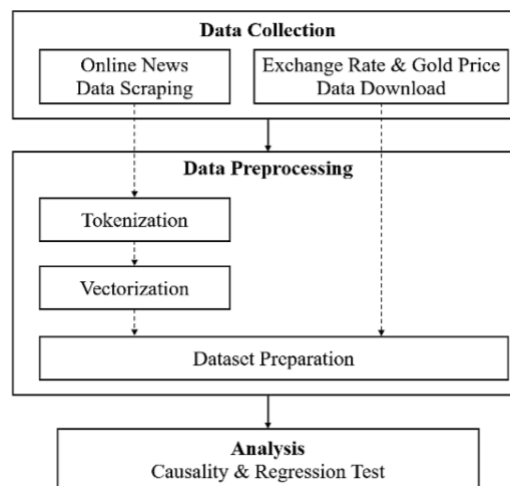 Data Collection
Online News
Data Scraping
Exchange Rate & Gold Price
Data Download
Data Preprocessing
Tokenization
Vectorization
Dataset Preparation
Analysis
Causality & Regression Test